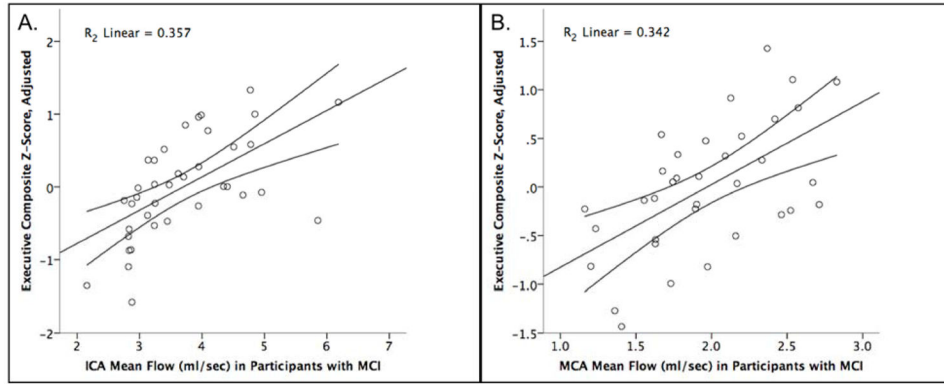 A.
R2 Linear = 0.357
Executive Composite Z-Score, Adjusted
2
1
0
-1
-2
2 3 4 5 6 7
ICA Mean Flow (ml/sec) in Participants with MCI
B.
R2 Linear = 0.342
Executive Composite Z-Score, Adjusted
1.5
1.0
.5
.0
-.5
-1.0
-1.5
1.0 1.5 2.0 2.5 3.0
MCA Mean Flow (ml/sec) in Participants with MCI